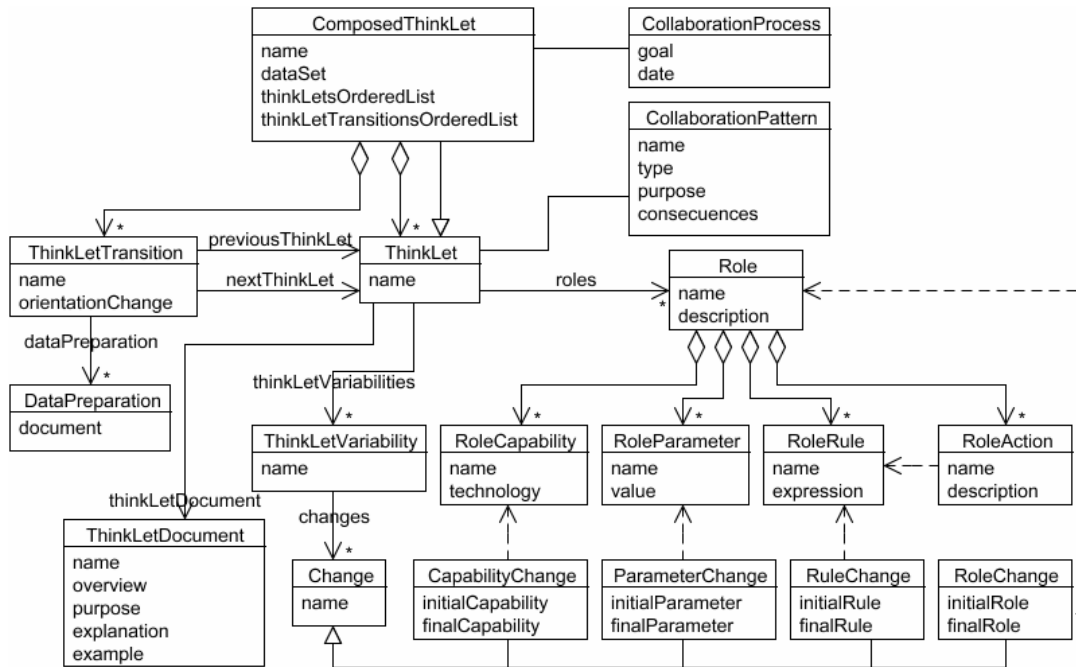 ComposedThinkLet
name
dataSet
thinkLetsOrderedList
thinkLetTransitionsOrderedList
CollaborationProcess
goal
date
CollaborationPattern
name
type
purpose
consecuences
*
*
ThinkLetTransition
name
orientationChange
previousThinkLet
nextThinkLet
ThinkLet
name
roles
*
Role
name
description
dataPreparation
*
DataPreparation
document
thinkLetVariabilities
*
ThinkLetVariability
name
*
RoleCapability
name
technology
*
RoleParameter
name
value
*
RoleRule
name
expression
*
RoleAction
name
description
thinkLetDocument
ThinkLetDocument
name
overview
purpose
explanation
example
changes
*
Change
name
CapabilityChange
initialCapability
finalCapability
ParameterChange
initialParameter
finalParameter
RuleChange
initialRule
finalRule
RoleChange
initialRole
finalRole